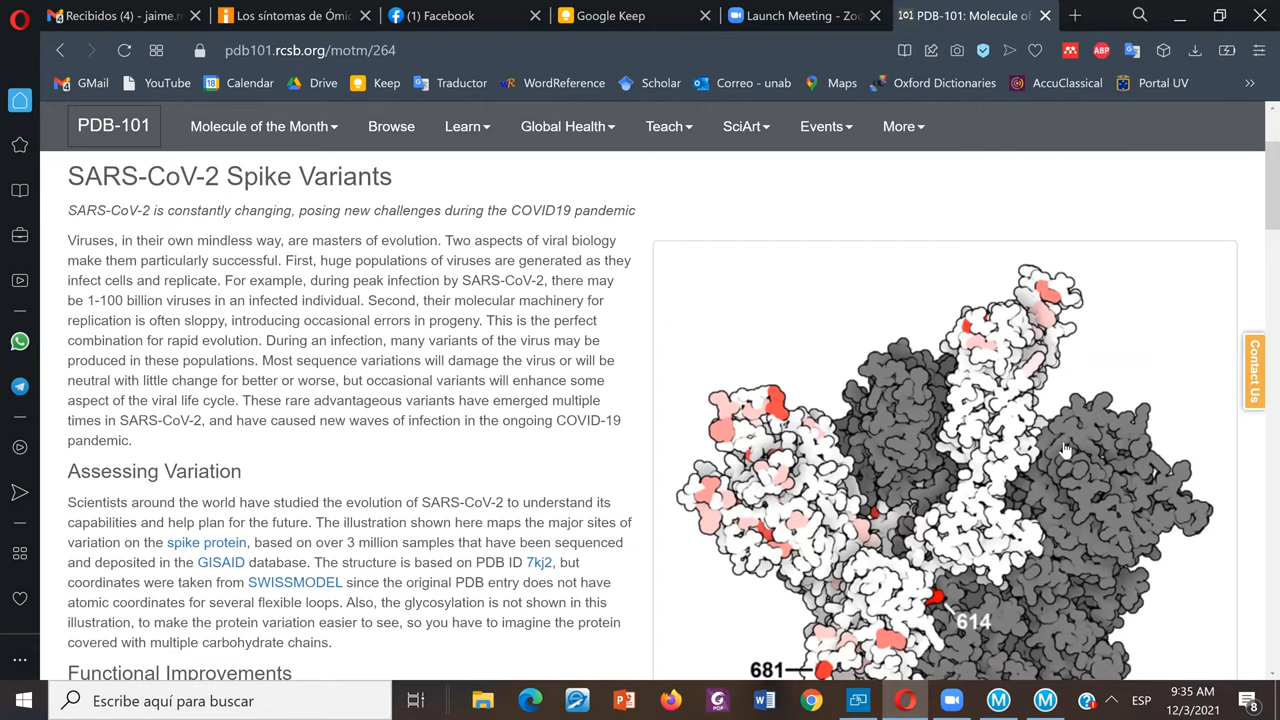 Recibidos (4) - jaime.n
Los síntomas de Ómic
(1) Facebook
Google Keep
Launch Meeting - Zoo
PDB-101: Molecule of
pdb101.rcsb.org/motm/264
GMail
YouTube
Calendar
Drive
Keep
Traductor
WordReference
Scholar
Correo - unab
Maps
Oxford Dictionaries
AccuClassical
Portal UV
PDB-101
Molecule of the Month
Browse
Learn
Global Health
Teach
SciArt
Events
More
SARS-CoV-2 Spike Variants
SARS-CoV-2 is constantly changing, posing new challenges during the COVID19 pandemic
Viruses, in their own mindless way, are masters of evolution. Two aspects of viral biology
make them particularly successful. First, huge populations of viruses are generated as they
infect cells and replicate. For example, during peak infection by SARS-CoV-2, there may
be 1-100 billion viruses in an infected individual. Second, their molecular machinery for
replication is often sloppy, introducing occasional errors in progeny. This is the perfect
combination for rapid evolution. During an infection, many variants of the virus may be
produced in these populations. Most sequence variations will damage the virus or will be
neutral with little change for better or worse, but occasional variants will enhance some
aspect of the viral life cycle. These rare advantageous variants have emerged multiple
times in SARS-CoV-2, and have caused new waves of infection in the ongoing COVID-19
pandemic.
Assessing Variation
Scientists around the world have studied the evolution of SARS-CoV-2 to understand its
capabilities and help plan for the future. The illustration shown here maps the major sites of
variation on the spike protein, based on over 3 million samples that have been sequenced
and deposited in the GISAID database. The structure is based on PDB ID 7kj2, but
coordinates were taken from SWISSMODEL since the original PDB entry does not have
atomic coordinates for several flexible loops. Also, the glycosylation is not shown in this
illustration, to make the protein variation easier to see, so you have to imagine the protein
covered with multiple carbohydrate chains.
Functional Improvements
614
681
Contact Us
Escribe aquí para buscar
ESP
9:35 AM
12/3/2021
8